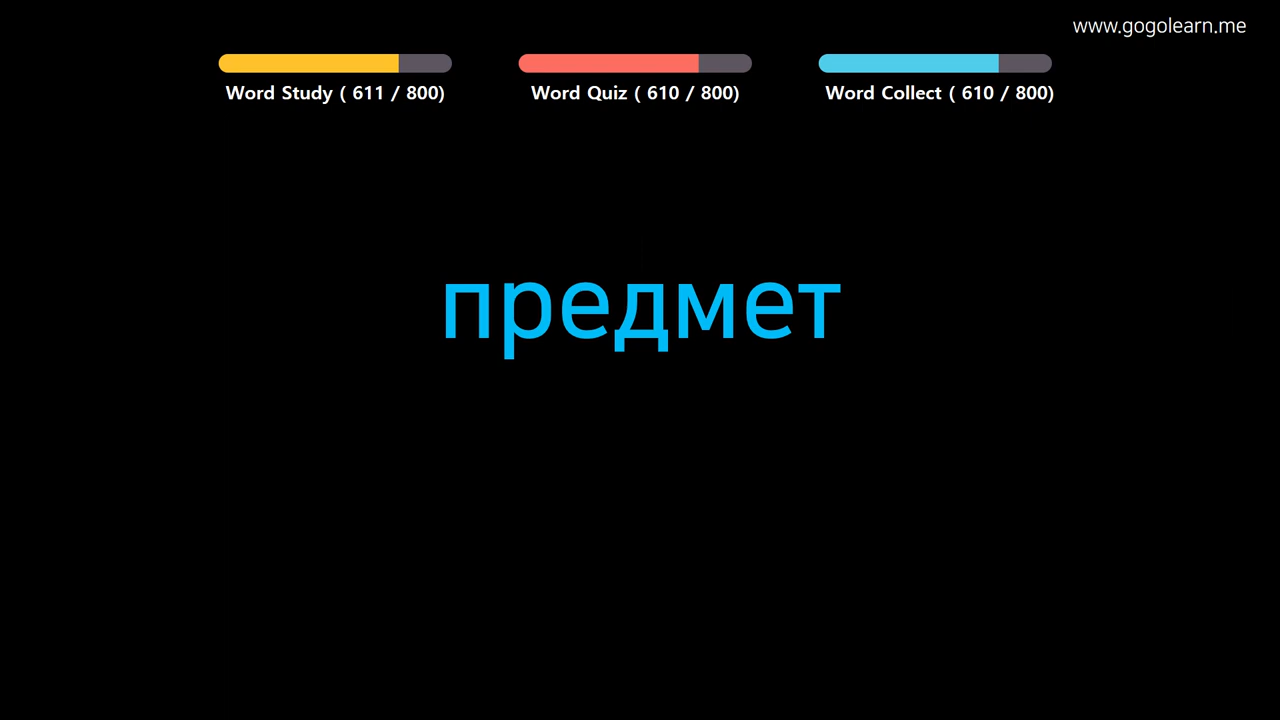 www.gogolearn.me
Word Study ( 611 / 800)
Word Quiz ( 610 / 800)
Word Collect ( 610 / 800)
предмет